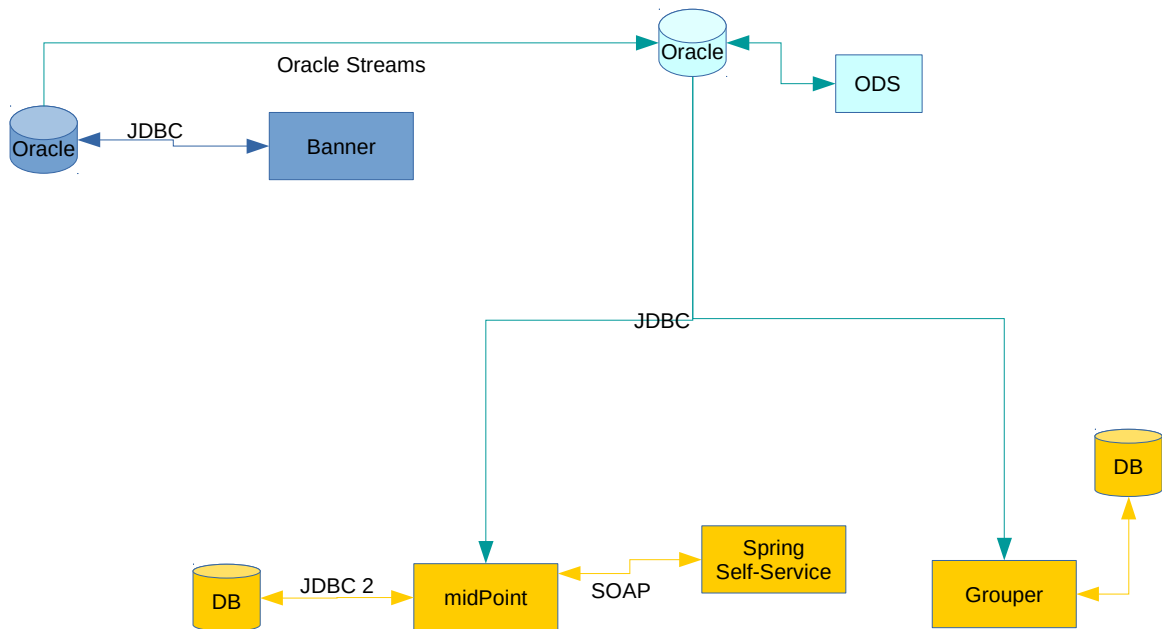 Oracle
Oracle Streams
ODS
JDBC
Oracle
Banner
JDBC
DB
Spring
Self-Service
JDBC 2
SOAP
DB
midPoint
Grouper